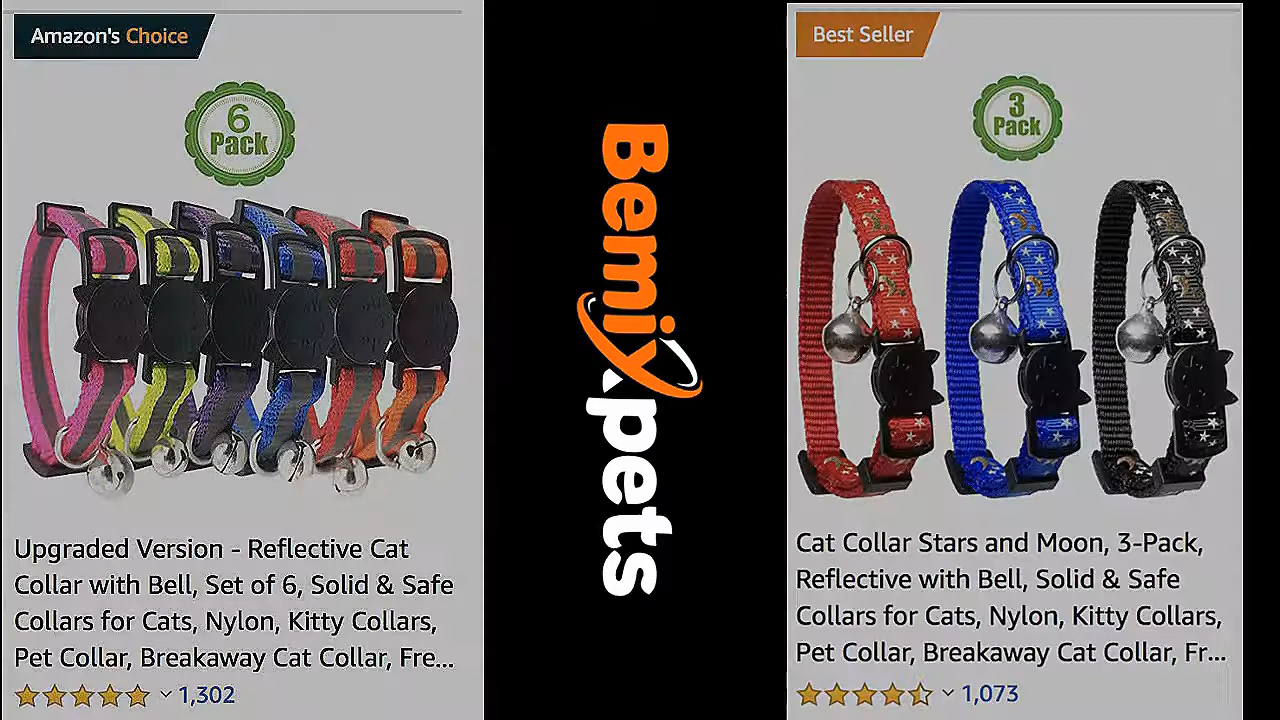 Amazon's Choice
6
Pack
Upgraded Version - Reflective Cat
Collar with Bell, Set of 6, Solid & Safe
Collars for Cats, Nylon, Kitty Collars,
Pet Collar, Breakaway Cat Collar, Fre...
1,302
Bemixpets
Best Seller
3
Pack
Cat Collar Stars and Moon, 3-Pack,
Reflective with Bell, Solid & Safe
Collars for Cats, Nylon, Kitty Collars,
Pet Collar, Breakaway Cat Collar, Fr...
1,073